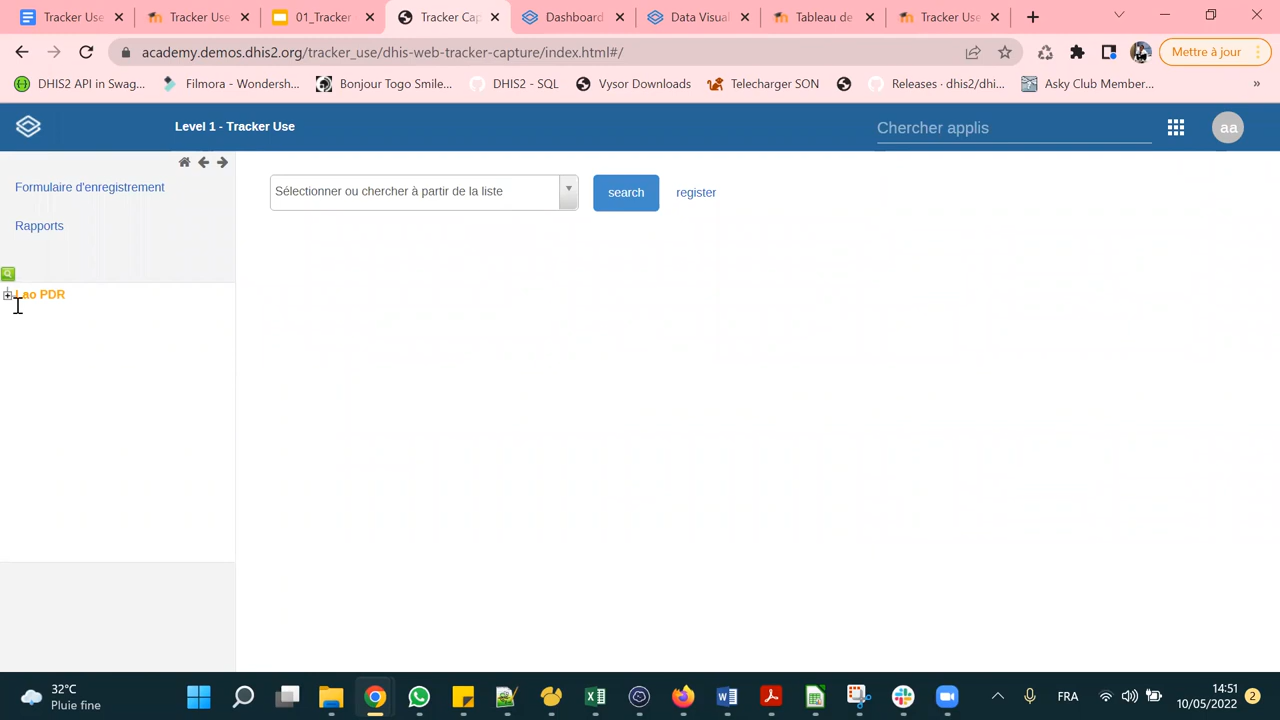 Tracker Use
Tracker Use
01_Tracker
Tracker Cap
Dashboard
Data Visual
Tableau de
Tracker Use
academy.demos.dhis2.org/tracker_use/dhis-web-tracker-capture/index.html#/
Mettre à jour
DHIS2 API in Swag...
Filmora - Wondersh...
Bonjour Togo Smile...
DHIS2 - SQL
Vysor Downloads
Telecharger SON
Releases · dhis2/dhi...
Asky Club Member...
»
Level 1 - Tracker Use
Chercher applis
aa
Formulaire d'enregistrement
Rapports
Lao PDR
Sélectionner ou chercher à partir de la liste
search
register
32°C
Pluie fine
FRA
14:51
10/05/2022
2